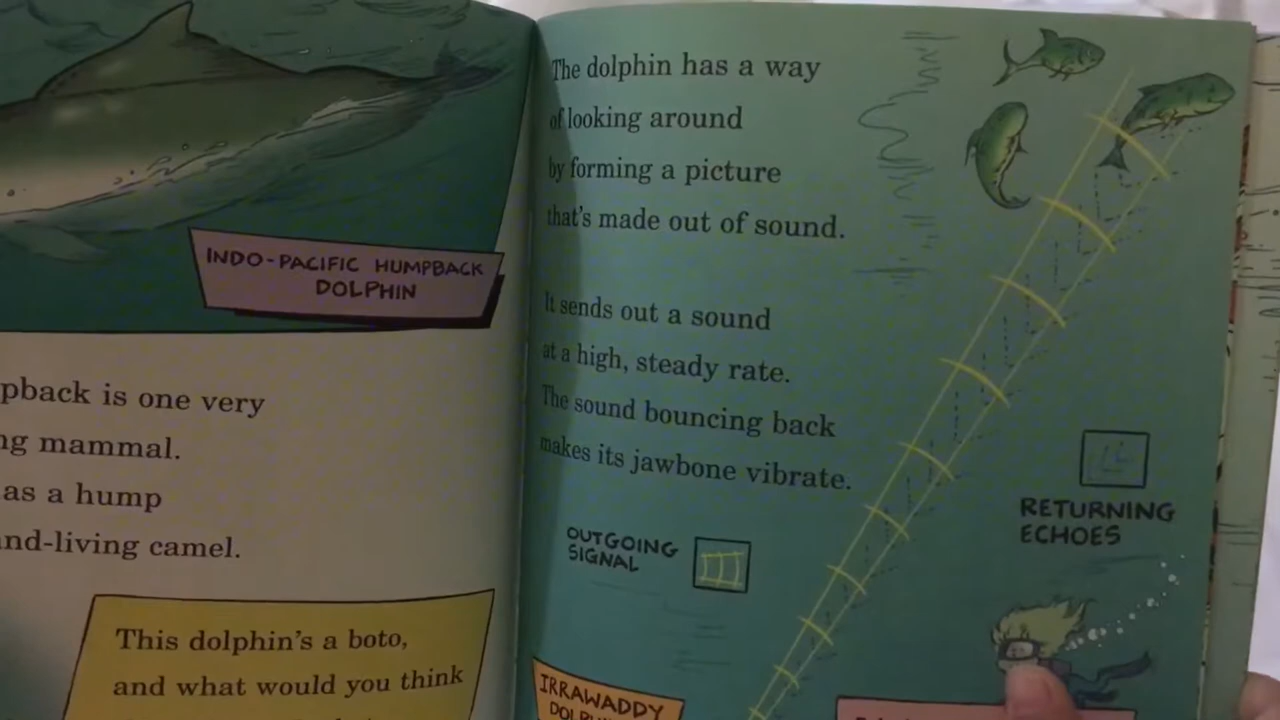 INDO-PACIFIC HUMPBACK
DOLPHIN
pback is one very
ng mammal.
as a hump
nd-living camel.
This dolphin's a boto,
and what would you think
The dolphin has a way
of looking around
by forming a picture
that's made out of sound.
It sends out a sound
at a high, steady rate.
The sound bouncing back
makes its jawbone vibrate.
OUTGOING
SIGNAL
RETURNING
ECHOES
IRRAWADDY
DOLPH